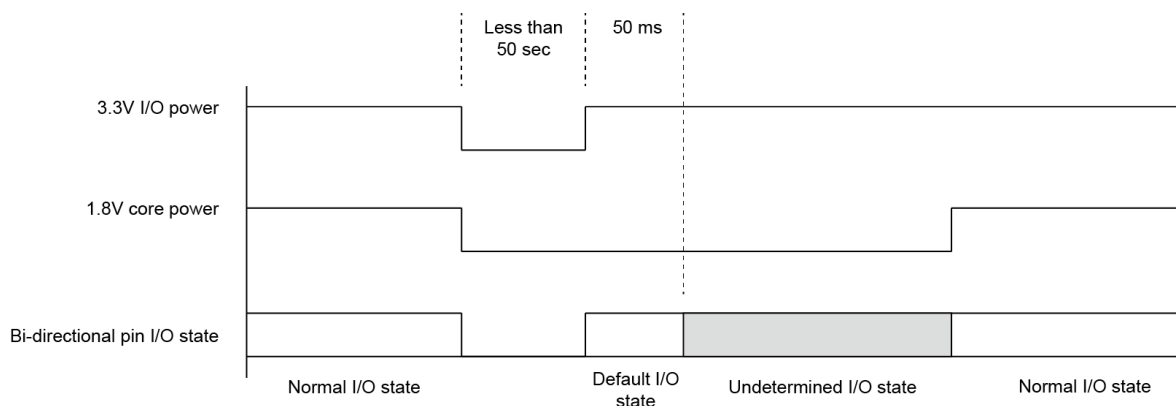 Less than
50 sec
50 ms
3.3V I/O power
1.8V core power
Bi-directional pin I/O state
Normal I/O state
Default I/O
state
Undetermined I/O state
Normal I/O state